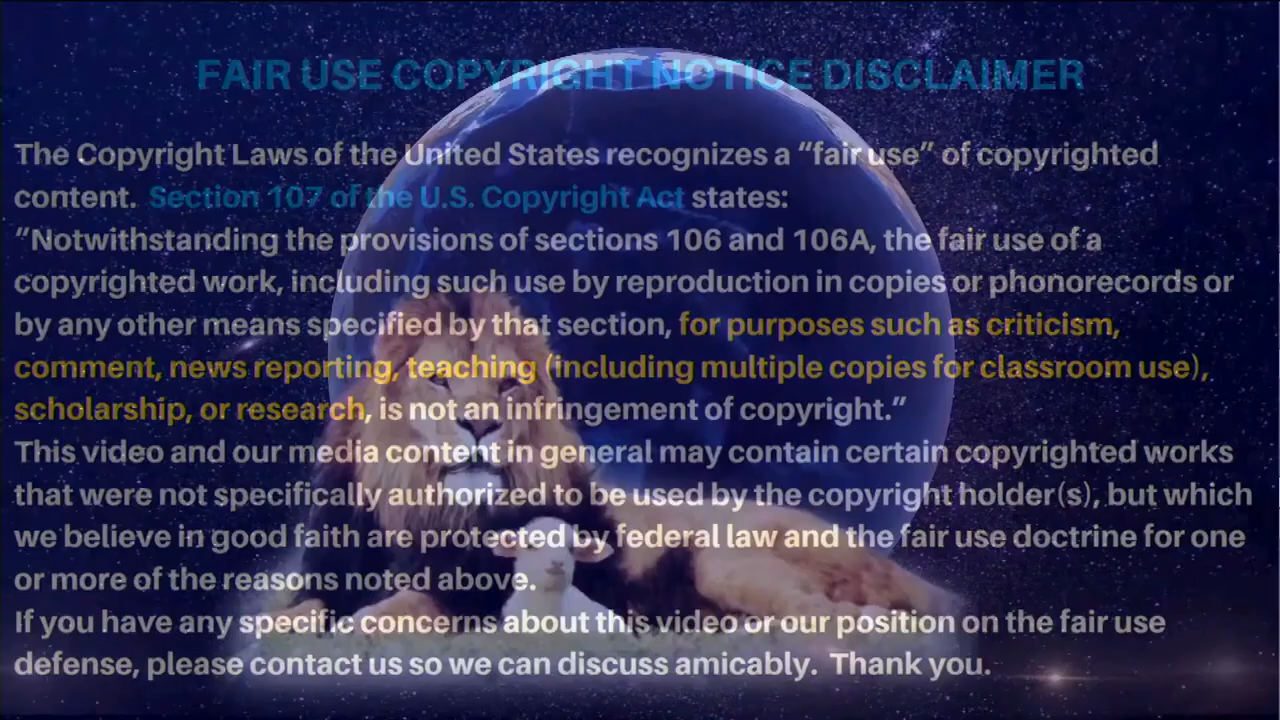 FAIR USE COPYRIGHT NOTICE DISCLAIMER
The Copyright Laws of the United States recognizes a “fair use” of copyrighted
content. Section 107 of the U.S. Copyright Act states:
“Notwithstanding the provisions of sections 106 and 106A, the fair use of a
copyrighted work, including such use by reproduction in copies or phonorecords or
by any other means specified by that section, for purposes such as criticism,
comment, news reporting, teaching (including multiple copies for classroom use),
scholarship, or research, is not an infringement of copyright.”
This video and our media content in general may contain certain copyrighted works
that were not specifically authorized to be used by the copyright holder(s), but which
we believe in good faith are protected by federal law and the fair use doctrine for one
or more of the reasons noted above.
If you have any specific concerns about this video or our position on the fair use
defense, please contact us so we can discuss amicably. Thank you.